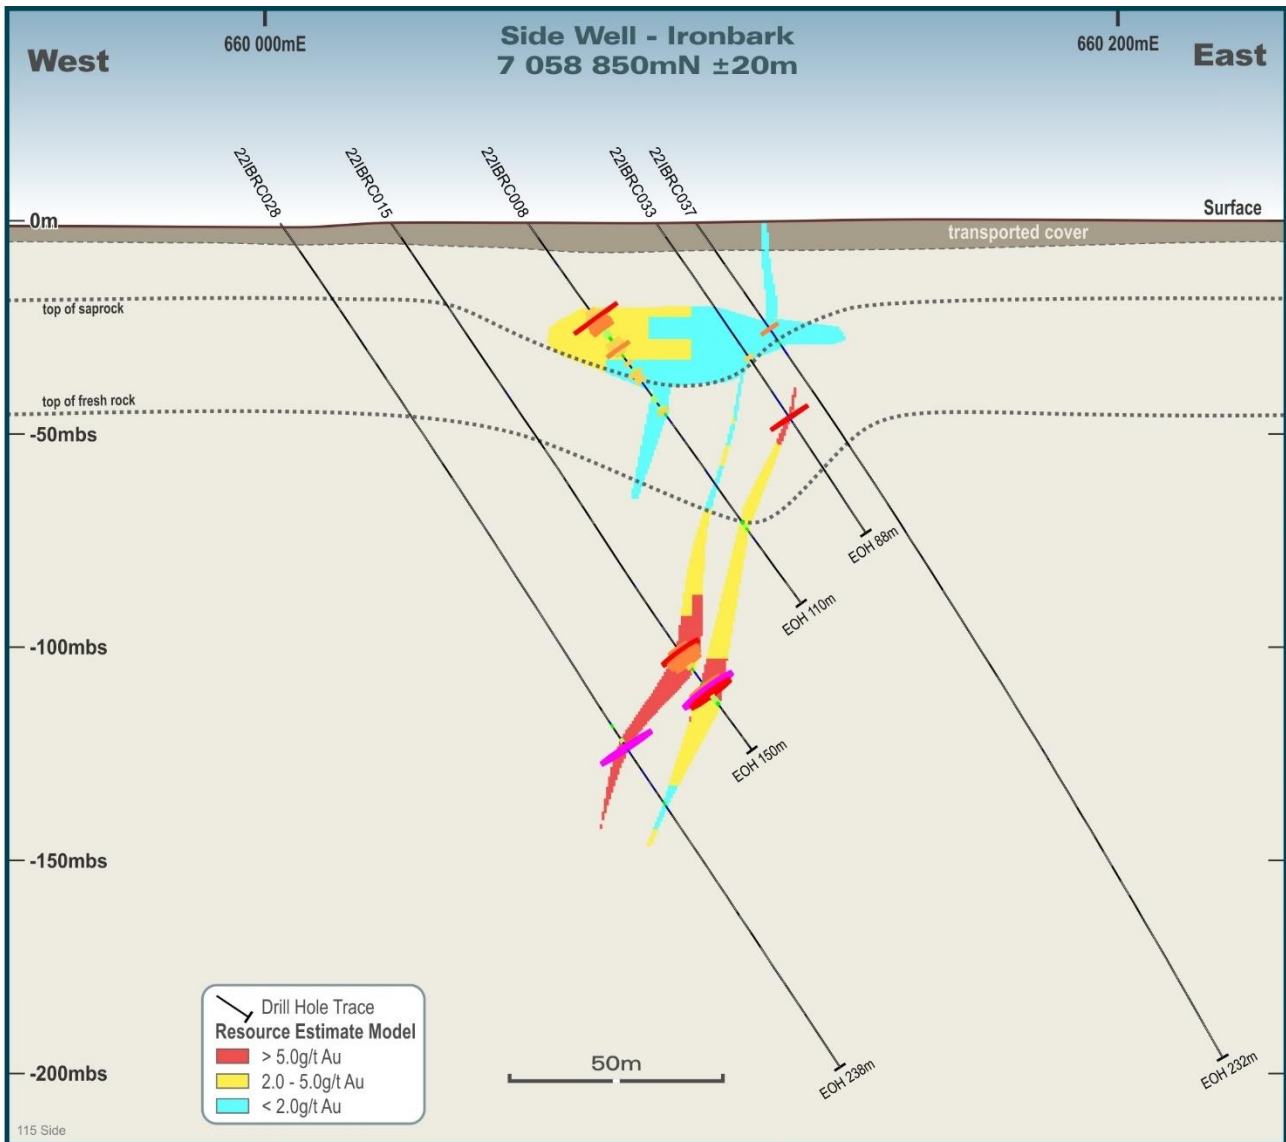 660 000mE
Side Well - Ironbark
660 200mE
West
7 058 850mN ±20m
East
22IBRC028
22IBRC015
22IBRC008
22IBRC033
22IBRC037
0m
Surface
transported cover
top of saprock
top of fresh rock
-50mbs
EOH 88m
EOH 110m
-100mbs
EOH 150m
-150mbs
EOH 238m
EOH 232m
Drill Hole Trace
Resource Estimate Model
> 5.0g/t Au
2.0 - 5.0g/t Au
< 2.0g/t Au
50m
-200mbs
115 Side